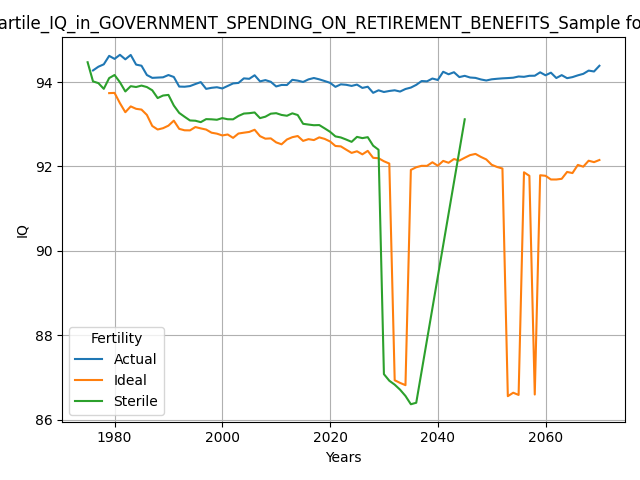 artile_IQ_in_GOVERNMENT_SPENDING_ON_RETIREMENT_BENEFITS_Sample fo
94
92
90
88
86
IQ
Fertility
Actual
Ideal
Sterile
1980 2000 2020 2040 2060
Years